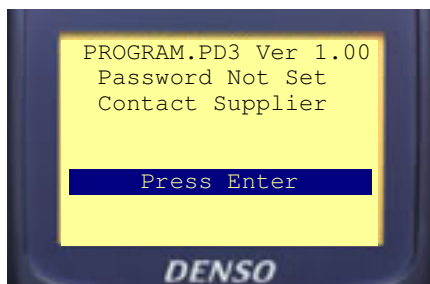 PROGRAM.PD3 Ver 1.00
Password Not Set
Contact Supplier
Press Enter
DENSO